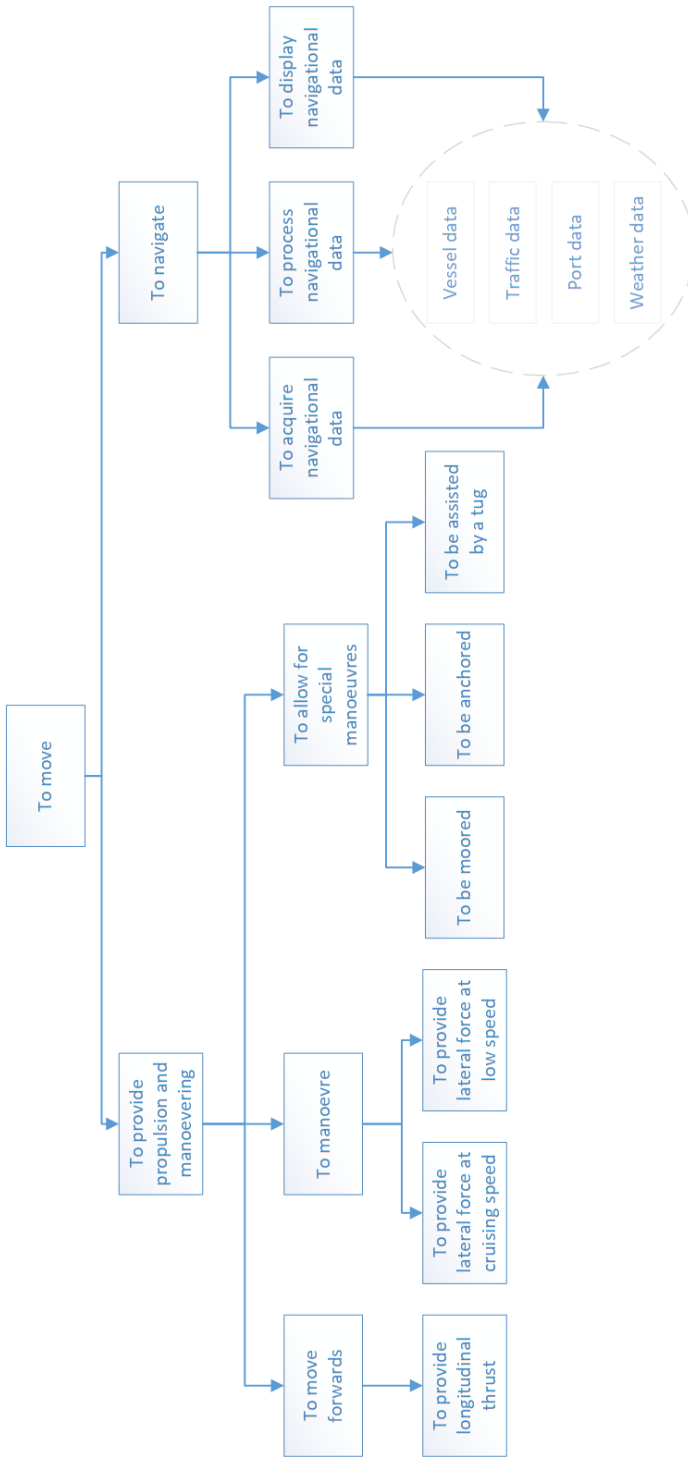 To move
To provide
propulsion and
manoevering
To navigate
To move
forwards
To manoevre
To allow for
special
manoeuvres
To acquire
navigational
data
To process
navigational
data
To display
navigational
data
To provide
longitudinal
thrust
To provide
lateral force at
cruising speed
To provide
lateral force at
low speed
To be moored
To be anchored
To be assisted
by a tug
Vessel data
Traffic data
Port data
Weather data